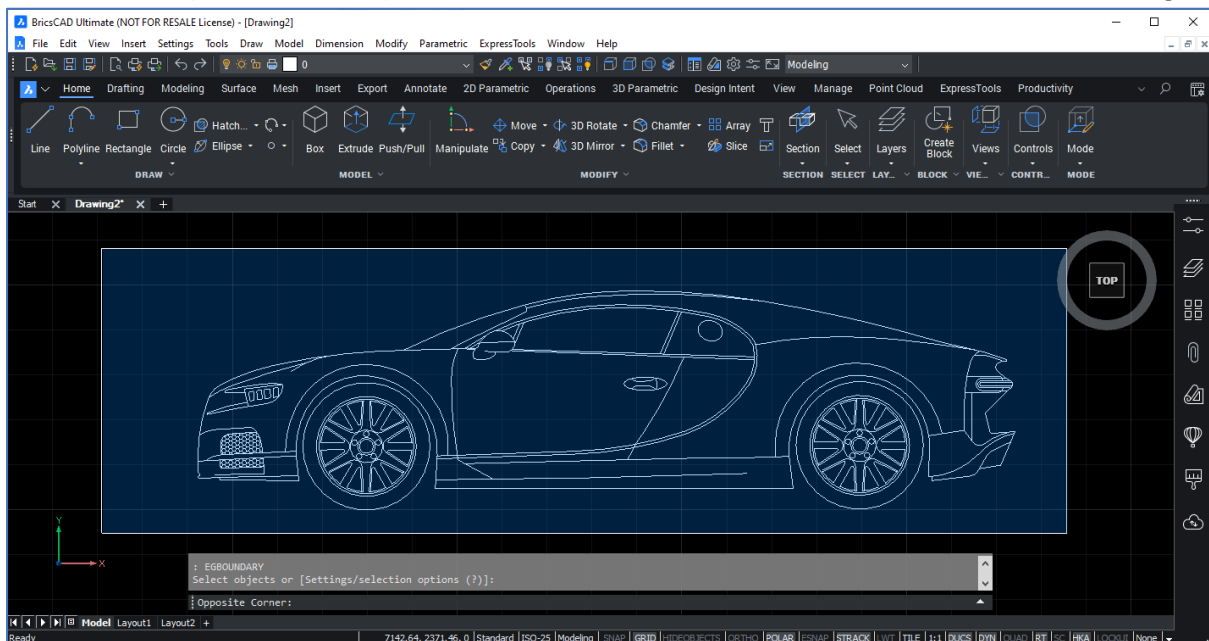 BricsCAD Ultimate (NOT FOR RESALE License) - [Drawing2]
File Edit View Insert Settings Tools Draw Model Dimension Modify Parametric ExpressTools Window Help
0 Modeling
Home Drafting Modeling Surface Mesh Insert Export Annotate 2D Parametric Operations 3D Parametric Design Intent View Manage Point Cloud ExpressTools Productivity
Hatch... Move 3D Rotate Chamfer Array
Line Polyline Rectangle Circle Ellipse Box Extrude Push/Pull Manipulate Copy 3D Mirror Fillet Slice Section Select Layers Create Block Views Controls Mode
DRAW MODEL MODIFY SECTION SELECT LAY... BLOCK VIE... CONTR... MODE
Start Drawing2* +
TOP
Y
X
: EGBOUNDARY
Select objects or [Settings/selection options (?)]:
Opposite Corner:
Model Layout1 Layout2 +
Ready 7142.64, 2371.46, 0 Standard ISO-25 Modeling SNAP GRID HIDEOBJECTS ORTHO POLAR ESNAP STRACK LWT TILE 1:1 DUCS DYN QUAD RT SC HKA LOCKUI None